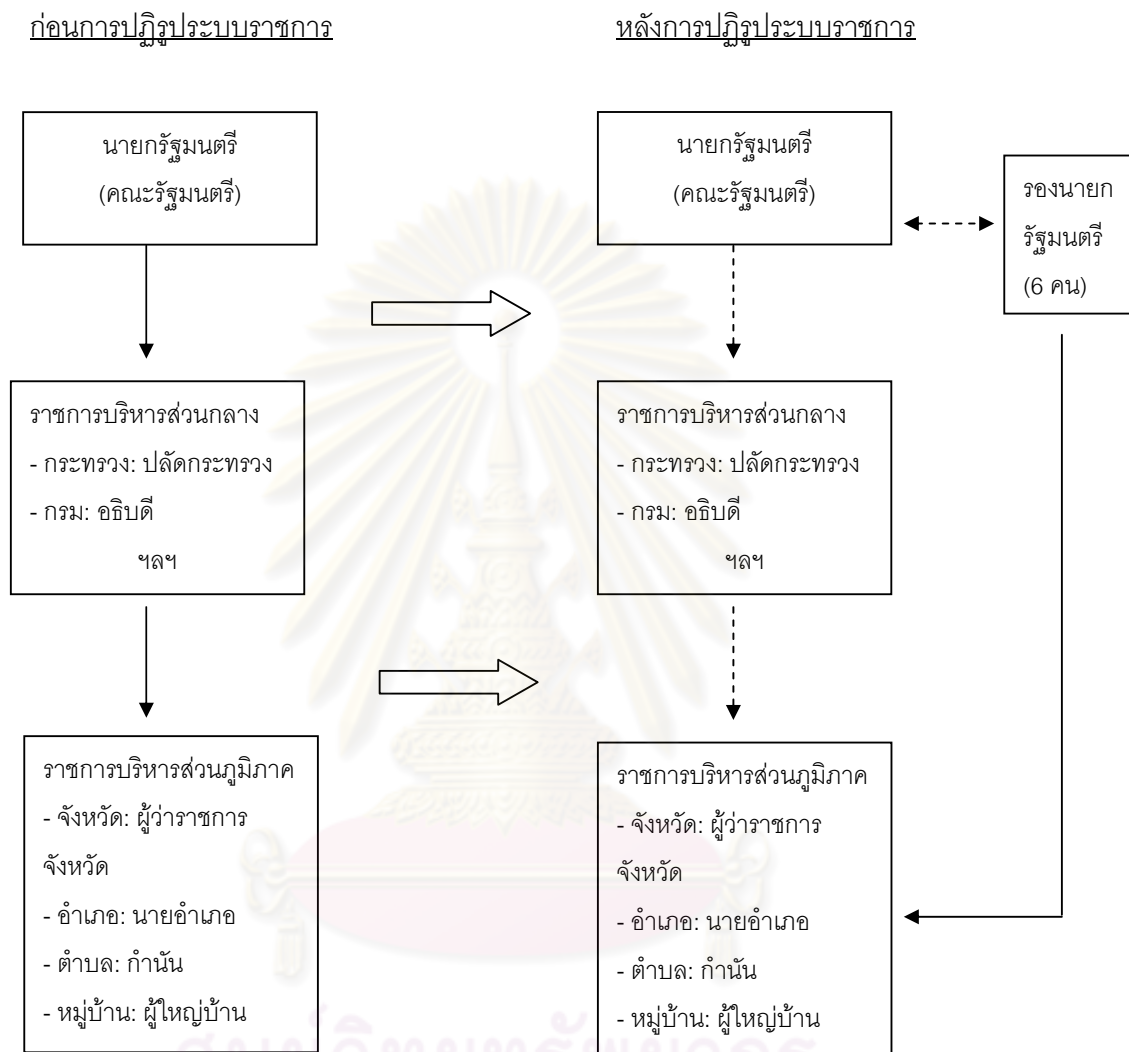 ก่อนการปฏิรูประบบราชการ
หลังการปฏิรูประบบราชการ
นายกรัฐมนตรี
(คณะรัฐมนตรี)
นายกรัฐมนตรี
(คณะรัฐมนตรี)
รองนายก
รัฐมนตรี
(6 คน)
ราชการบริหารส่วนกลาง
- กระทรวง: ปลัดกระทรวง
- กรม: อธิบดี
ฯลฯ
ราชการบริหารส่วนกลาง
- กระทรวง: ปลัดกระทรวง
- กรม: อธิบดี
ฯลฯ
ราชการบริหารส่วนภูมิภาค
- จังหวัด: ผู้ว่าราชการ
จังหวัด
- อำเภอ: นายอำเภอ
- ตำบล: กำนัน
- หมู่บ้าน: ผู้ใหญ่บ้าน
ราชการบริหารส่วนภูมิภาค
- จังหวัด: ผู้ว่าราชการ
จังหวัด
- อำเภอ: นายอำเภอ
- ตำบล: กำนัน
- หมู่บ้าน: ผู้ใหญ่บ้าน